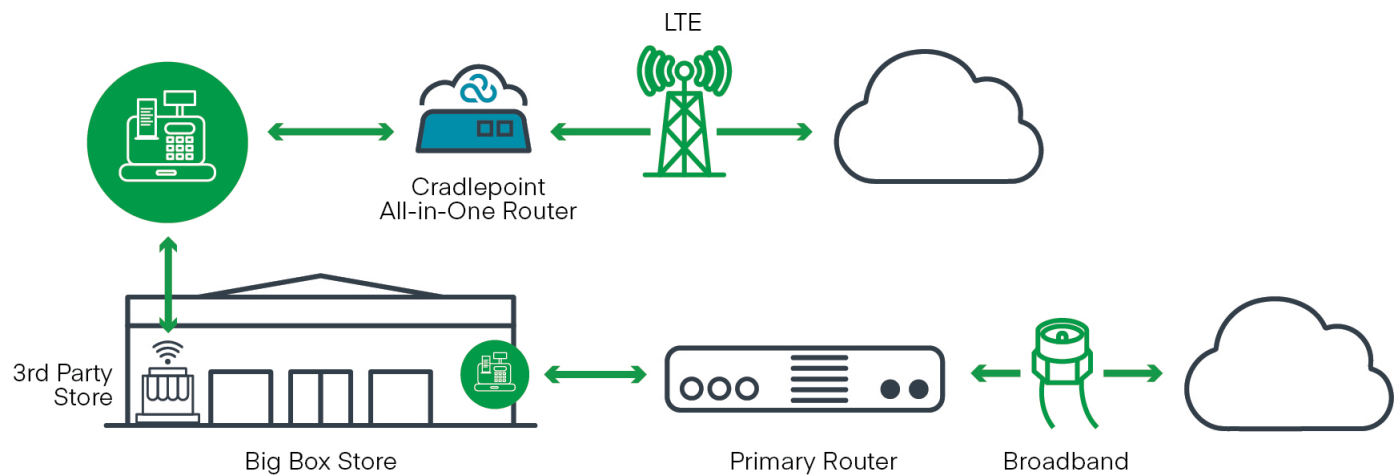 LTE
Cradlepoint
All-in-One Router
3rd Party
Store
Big Box Store
Primary Router
Broadband